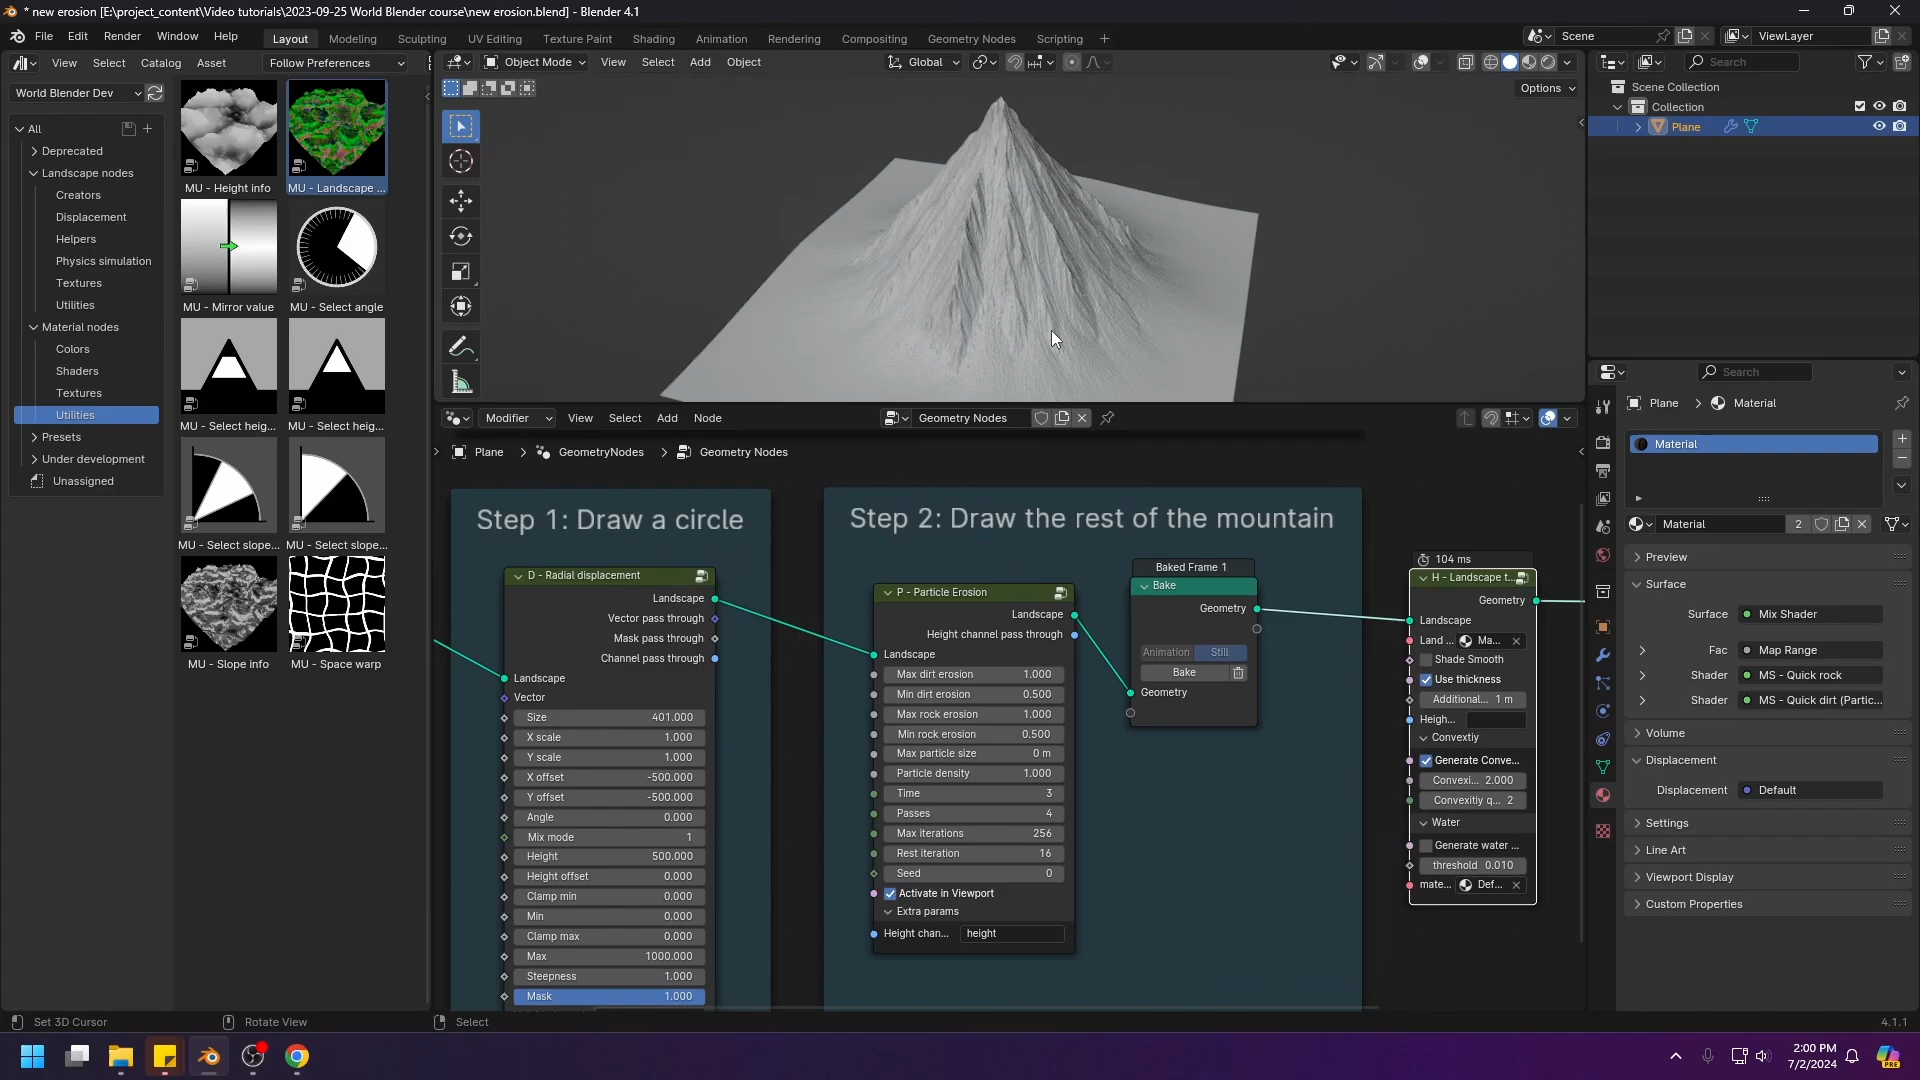 * new erosion [E:\project_content\Video tutorials\2023-09-25 World Blender course\new erosion.blend] - Blender 4.1
File Edit Render Window Help
Layout Modeling Sculpting UV Editing Texture Paint Shading Animation Rendering Compositing Geometry Nodes Scripting +
Scene
ViewLayer
View Select Catalog Asset
Follow Preferences
World Blender Dev
All
Deprecated
Landscape nodes
Creators
Displacement
Helpers
Physics simulation
Textures
Utilities
Material nodes
Colors
Shaders
Textures
Utilities
Presets
Under development
Unassigned
MU - Height info
MU - Landscape ...
MU - Mirror value
MU - Select angle
MU - Select heig...
MU - Select heig...
MU - Select slope...
MU - Select slope...
MU - Slope info
MU - Space warp
Object Mode
View Select Add Object
Global
Options
Modifier
View Select Add Node
Geometry Nodes
Plane > GeometryNodes > Geometry Nodes
Step 1: Draw a circle
D - Radial displacement
Landscape
Vector pass through
Mask pass through
Channel pass through
Landscape
Vector
Size 401.000
X scale 1.000
Y scale 1.000
X offset -500.000
Y offset -500.000
Angle 0.000
Mix mode 1
Height 500.000
Height offset 0.000
Clamp min 0.000
Min 0.000
Clamp max 0.000
Max 1000.000
Steepness 1.000
Mask 1.000
Step 2: Draw the rest of the mountain
P - Particle Erosion
Landscape
Height channel pass through
Landscape
Max dirt erosion 1.000
Min dirt erosion 0.500
Max rock erosion 1.000
Min rock erosion 0.500
Max particle size 0 m
Particle density 1.000
Time 3
Passes 4
Max iterations 256
Rest iteration 16
Seed 0
Activate in Viewport
Extra params
Height chan... height
Baked Frame 1
Bake
Geometry
Animation Still
Bake
Geometry
104 ms
H - Landscape t...
Geometry
Landscape
Land ... Ma...
Shade Smooth
Use thickness
Additional... 1 m
Heigh...
Convextiy
Generate Conve...
Convexi... 2.000
Convexitiy q... 2
Water
Generate water ...
threshold 0.010
mate... Def...
Search
Scene Collection
Collection
Plane
Search
Plane > Material
Material
Material 2
Preview
Surface
Surface Mix Shader
Fac Map Range
Shader MS - Quick rock
Shader MS - Quick dirt (Partic...
Volume
Displacement
Displacement Default
Settings
Line Art
Viewport Display
Custom Properties
Set 3D Cursor
Rotate View
Select
4.1.1
2:00 PM
7/2/2024
PRE